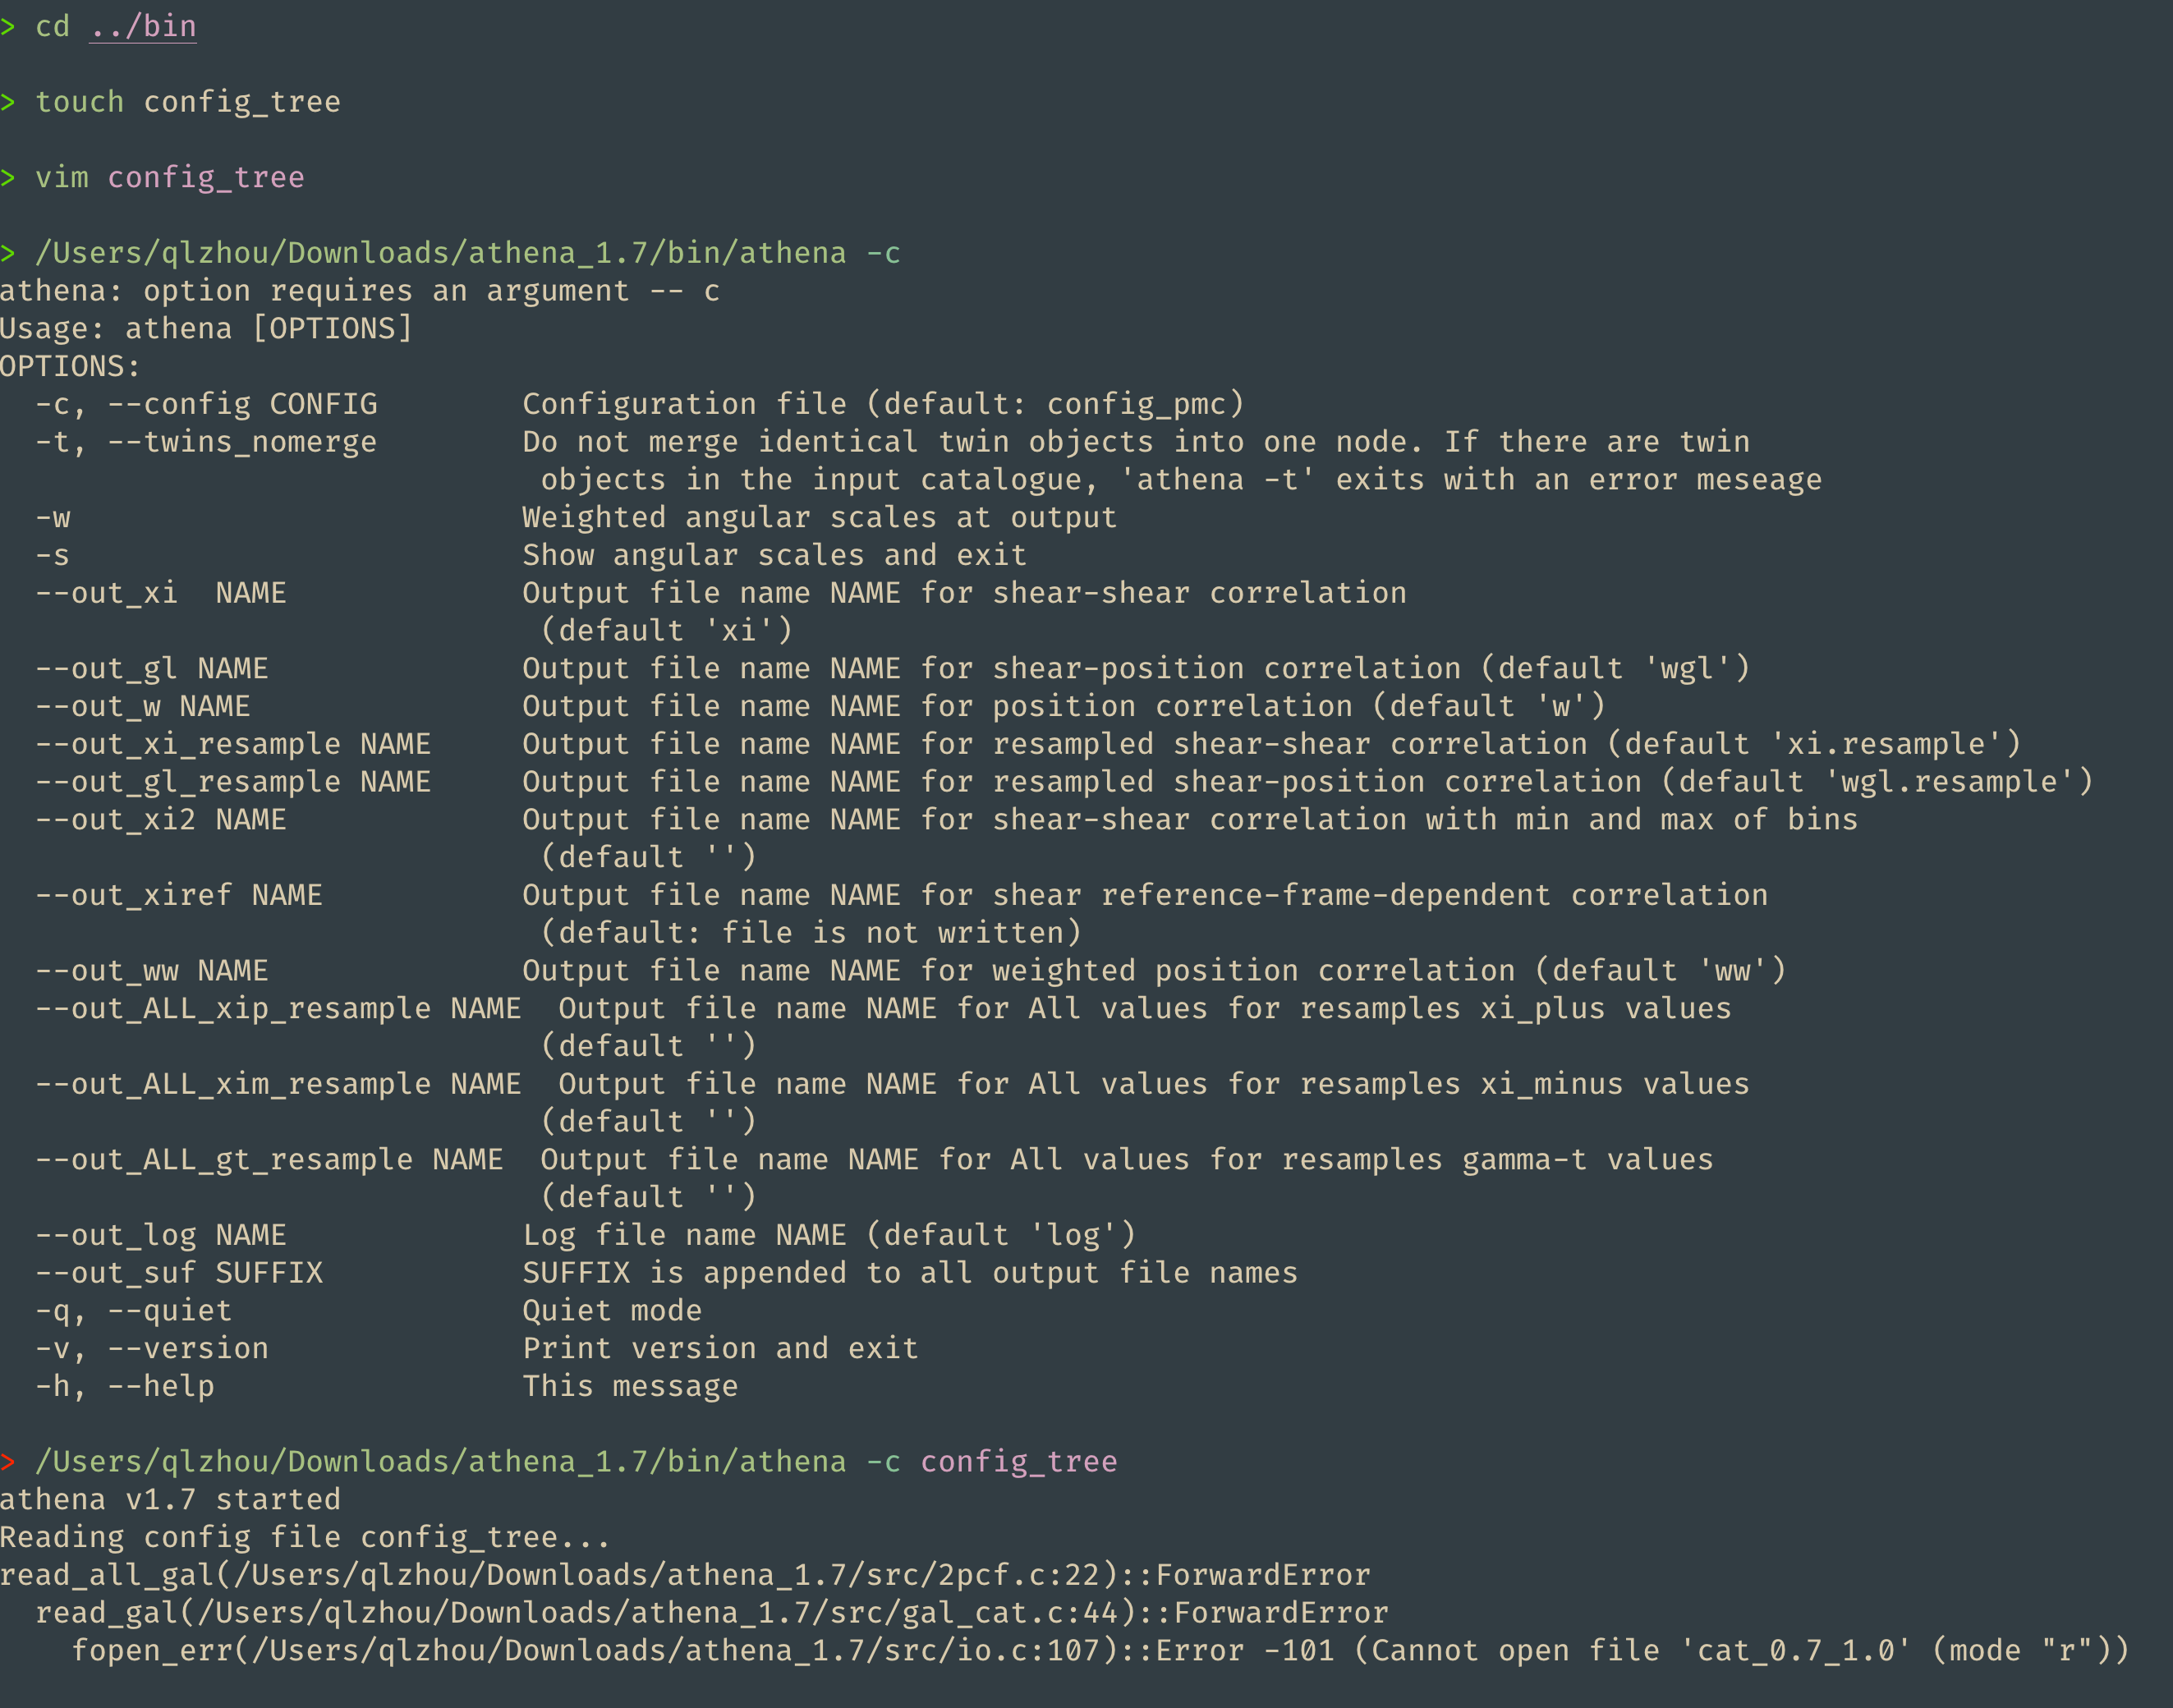 > cd ../bin
> touch config_tree
> vim config_tree
> /Users/qlzhou/Downloads/athena_1.7/bin/athena -c
athena: option requires an argument -- c
Usage: athena [OPTIONS]
OPTIONS:
  -c, --config CONFIG        Configuration file (default: config_pmc)
  -t, --twins_nomerge        Do not merge identical twin objects into one node. If there are twin
                              objects in the input catalogue, 'athena -t' exits with an error meseage
  -w                         Weighted angular scales at output
  -s                         Show angular scales and exit
  --out_xi  NAME             Output file name NAME for shear-shear correlation
                              (default 'xi')
  --out_gl NAME              Output file name NAME for shear-position correlation (default 'wgl')
  --out_w NAME               Output file name NAME for position correlation (default 'w')
  --out_xi_resample NAME     Output file name NAME for resampled shear-shear correlation (default 'xi.resample')
  --out_gl_resample NAME     Output file name NAME for resampled shear-position correlation (default 'wgl.resample')
  --out_xi2 NAME             Output file name NAME for shear-shear correlation with min and max of bins
                              (default '')
  --out_xiref NAME           Output file name NAME for shear reference-frame-dependent correlation
                              (default: file is not written)
  --out_ww NAME              Output file name NAME for weighted position correlation (default 'ww')
  --out_ALL_xip_resample NAME  Output file name NAME for All values for resamples xi_plus values
                              (default '')
  --out_ALL_xim_resample NAME  Output file name NAME for All values for resamples xi_minus values
                              (default '')
  --out_ALL_gt_resample NAME  Output file name NAME for All values for resamples gamma-t values
                              (default '')
  --out_log NAME             Log file name NAME (default 'log')
  --out_suf SUFFIX           SUFFIX is appended to all output file names
  -q, --quiet                Quiet mode
  -v, --version              Print version and exit
  -h, --help                 This message
> /Users/qlzhou/Downloads/athena_1.7/bin/athena -c config_tree
athena v1.7 started
Reading config file config_tree...
read_all_gal(/Users/qlzhou/Downloads/athena_1.7/src/2pcf.c:22)::ForwardError
  read_gal(/Users/qlzhou/Downloads/athena_1.7/src/gal_cat.c:44)::ForwardError
    fopen_err(/Users/qlzhou/Downloads/athena_1.7/src/io.c:107)::Error -101 (Cannot open file 'cat_0.7_1.0' (mode "r"))